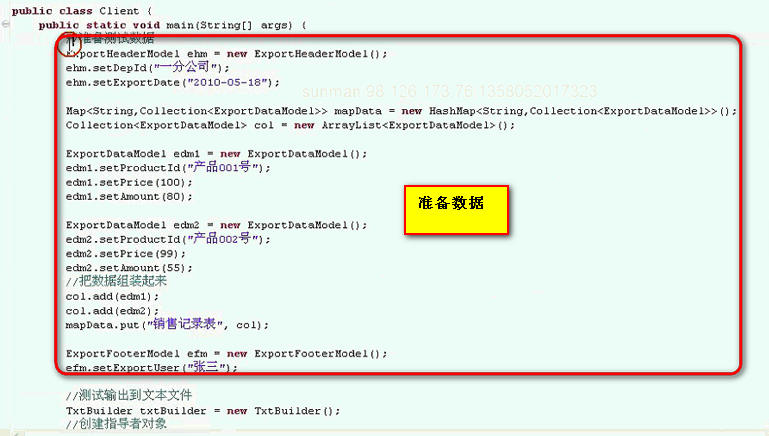 public class Client {
public static void main(String[] args) {
//准备测试数据
ExportHeaderModel ehm = new ExportHeaderModel();
ehm.setDepId("一分公司");
ehm.setExportDate("2010-05-18");
sunman 98 126 173.76 1358052017323
Map<String,Collection<ExportDataModel>> mapData = new HashMap<String,Collection<ExportDataModel>>();
Collection<ExportDataModel> col = new ArrayList<ExportDataModel>();
ExportDataModel edm1 = new ExportDataModel();
edm1.setProductId("产品001号");
edm1.setPrice(100);
edm1.setAmount(80);
准备数据
ExportDataModel edm2 = new ExportDataModel();
edm2.setProductId("产品002号");
edm2.setPrice(99);
edm2.setAmount(55);
//把数据组装起来
col.add(edm1);
col.add(edm2);
mapData.put("销售记录表", col);
ExportFooterModel efm = new ExportFooterModel();
efm.setExportUser("张三");
//测试输出到文本文件
TxtBuilder txtBuilder = new TxtBuilder();
//创建指导者对象